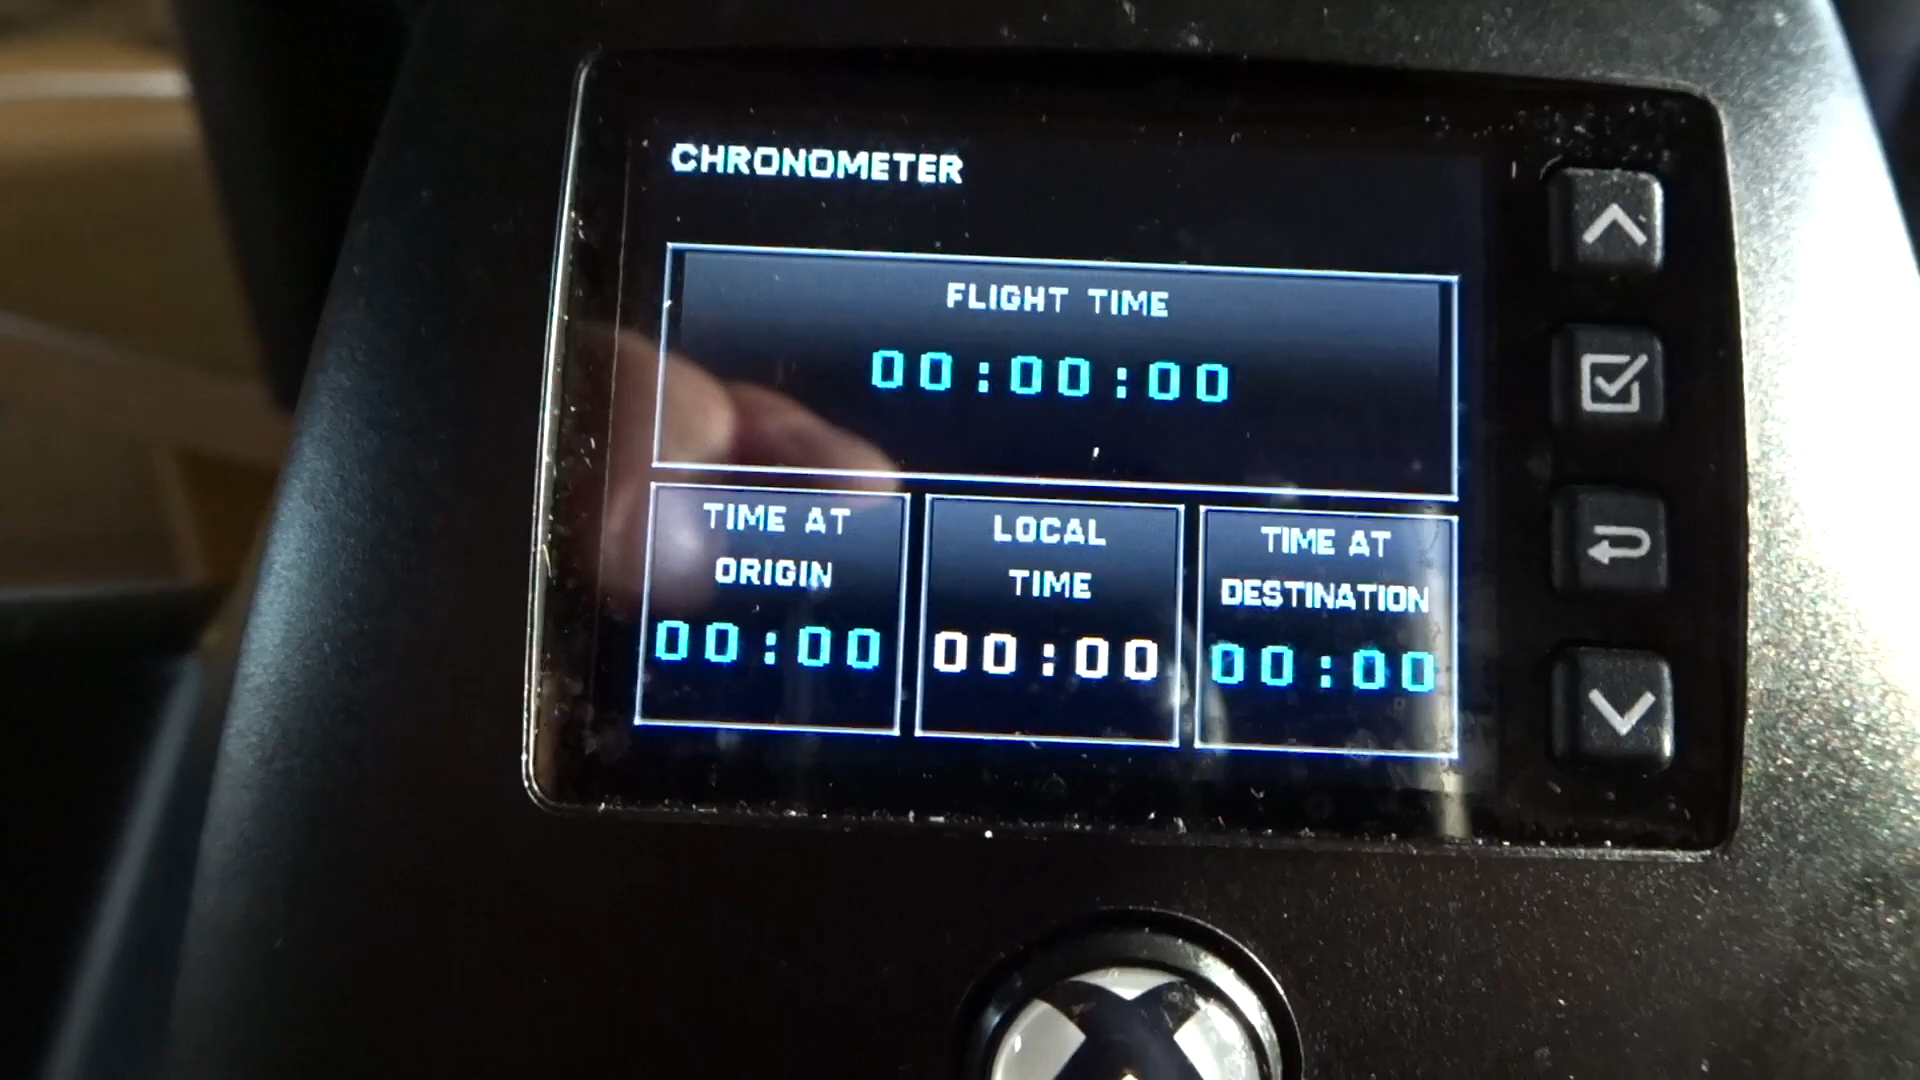 CHRONOMETER
FLIGHT TIME
00:00:00
TIME AT
ORIGIN
00:00
LOCAL
TIME
00:00
TIME AT
DESTINATION
00:00